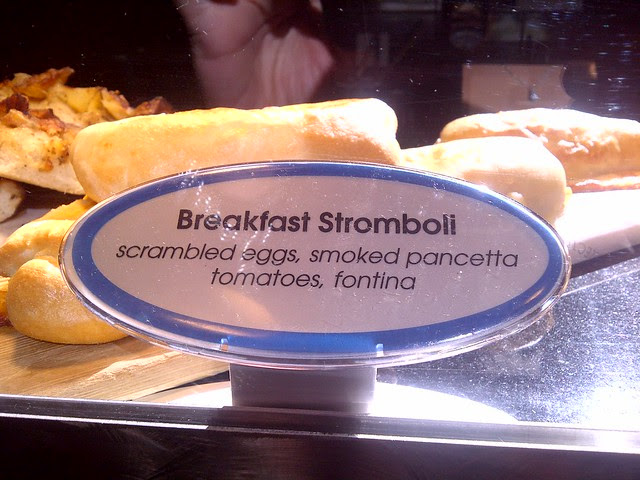 Breakfast Stromboli
scrambled eggs, smoked pancetta
tomatoes, fontina